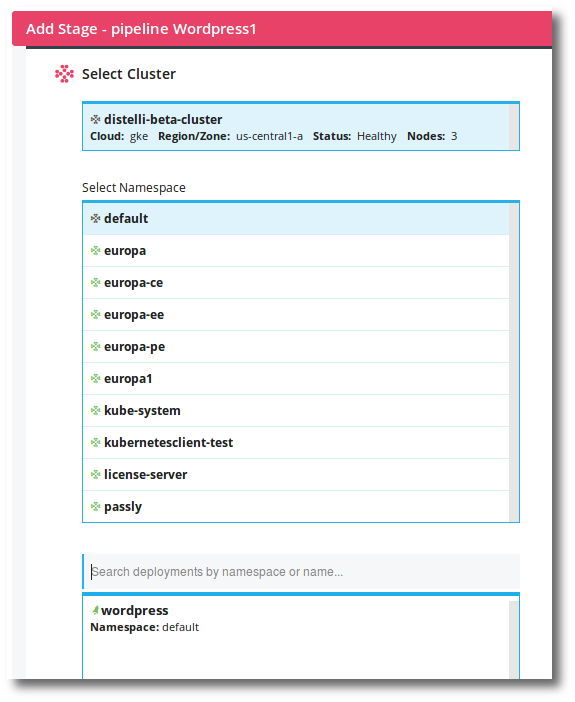 Add Stage - pipeline Wordpress1
Select Cluster
distelli-beta-cluster
Cloud: gke Region/Zone: us-central1-a Status: Healthy Nodes: 3
Select Namespace
default
europa
europa-ce
europa-ee
europa-pe
europa1
kube-system
kubernetesclient-test
license-server
passly
Search deployments by namespace or name...
wordpress
Namespace: default